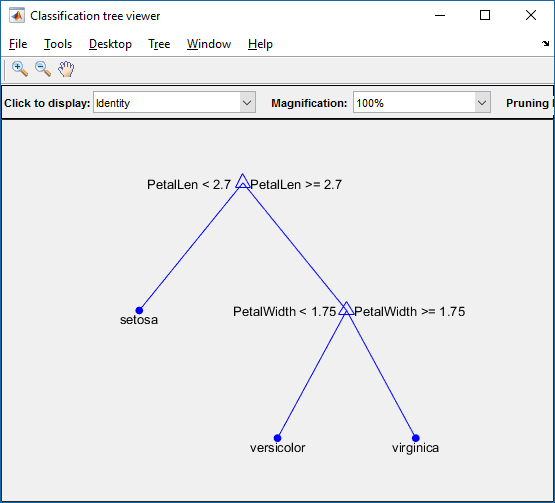 Classification tree viewer
File Tools Desktop Tree Window Help
Click to display: Identity Magnification: 100% Pruning
PetalLen < 2.7 PetalLen >= 2.7
setosa
PetalWidth < 1.75 PetalWidth >= 1.75
versicolor virginica